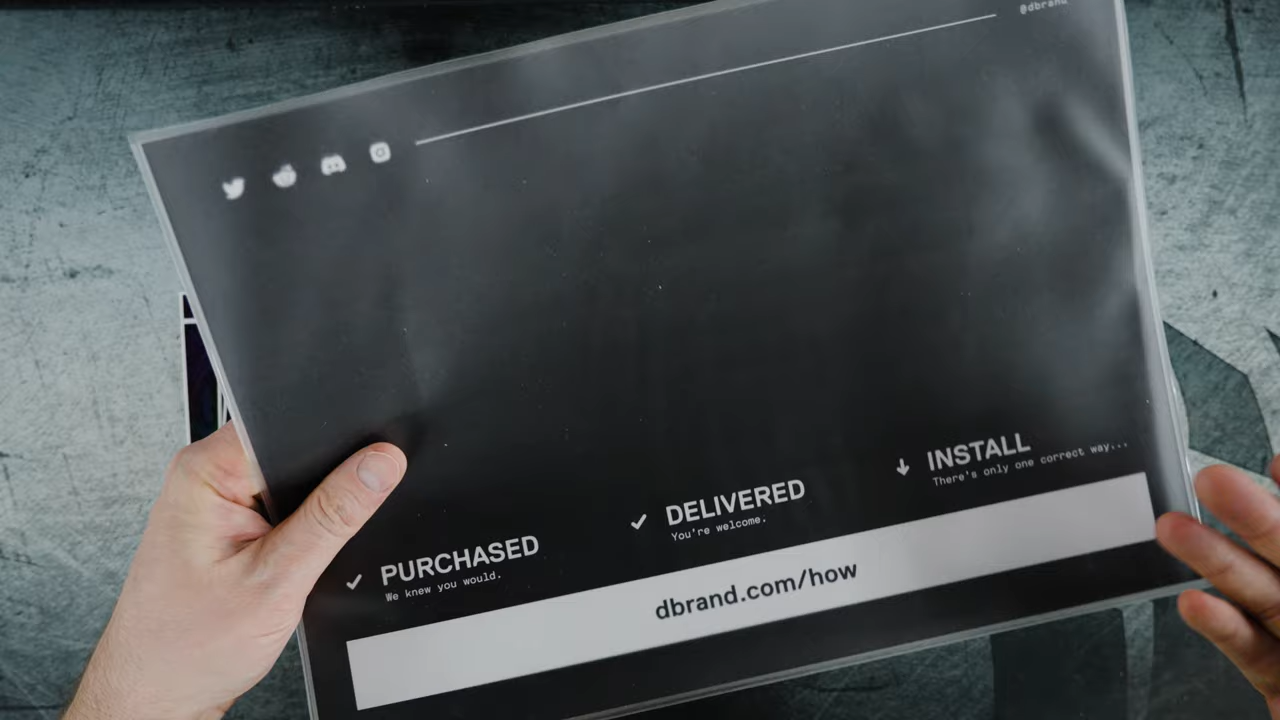 @dbrand
PURCHASED
We knew you would.
DELIVERED
You're welcome.
INSTALL
There's only one correct way...
dbrand.com/how